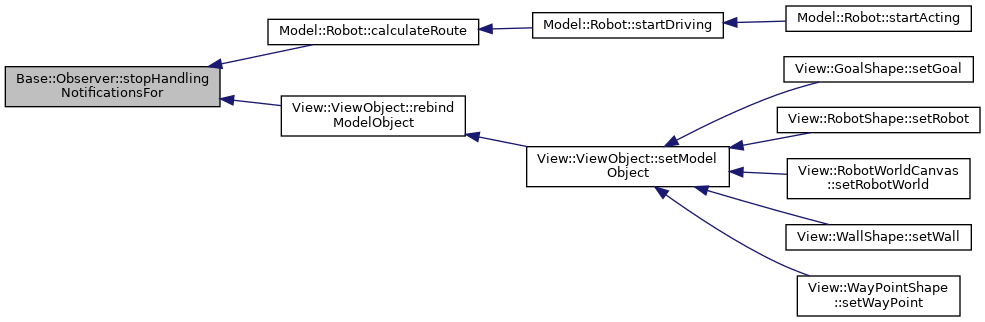 Base::Observer::stopHandling
NotificationsFor
Model::Robot::calculateRoute
Model::Robot::startDriving
Model::Robot::startActing
View::ViewObject::rebind
ModelObject
View::ViewObject::setModel
Object
View::GoalShape::setGoal
View::RobotShape::setRobot
View::RobotWorldCanvas
::setRobotWorld
View::WallShape::setWall
View::WayPointShape
::setWayPoint